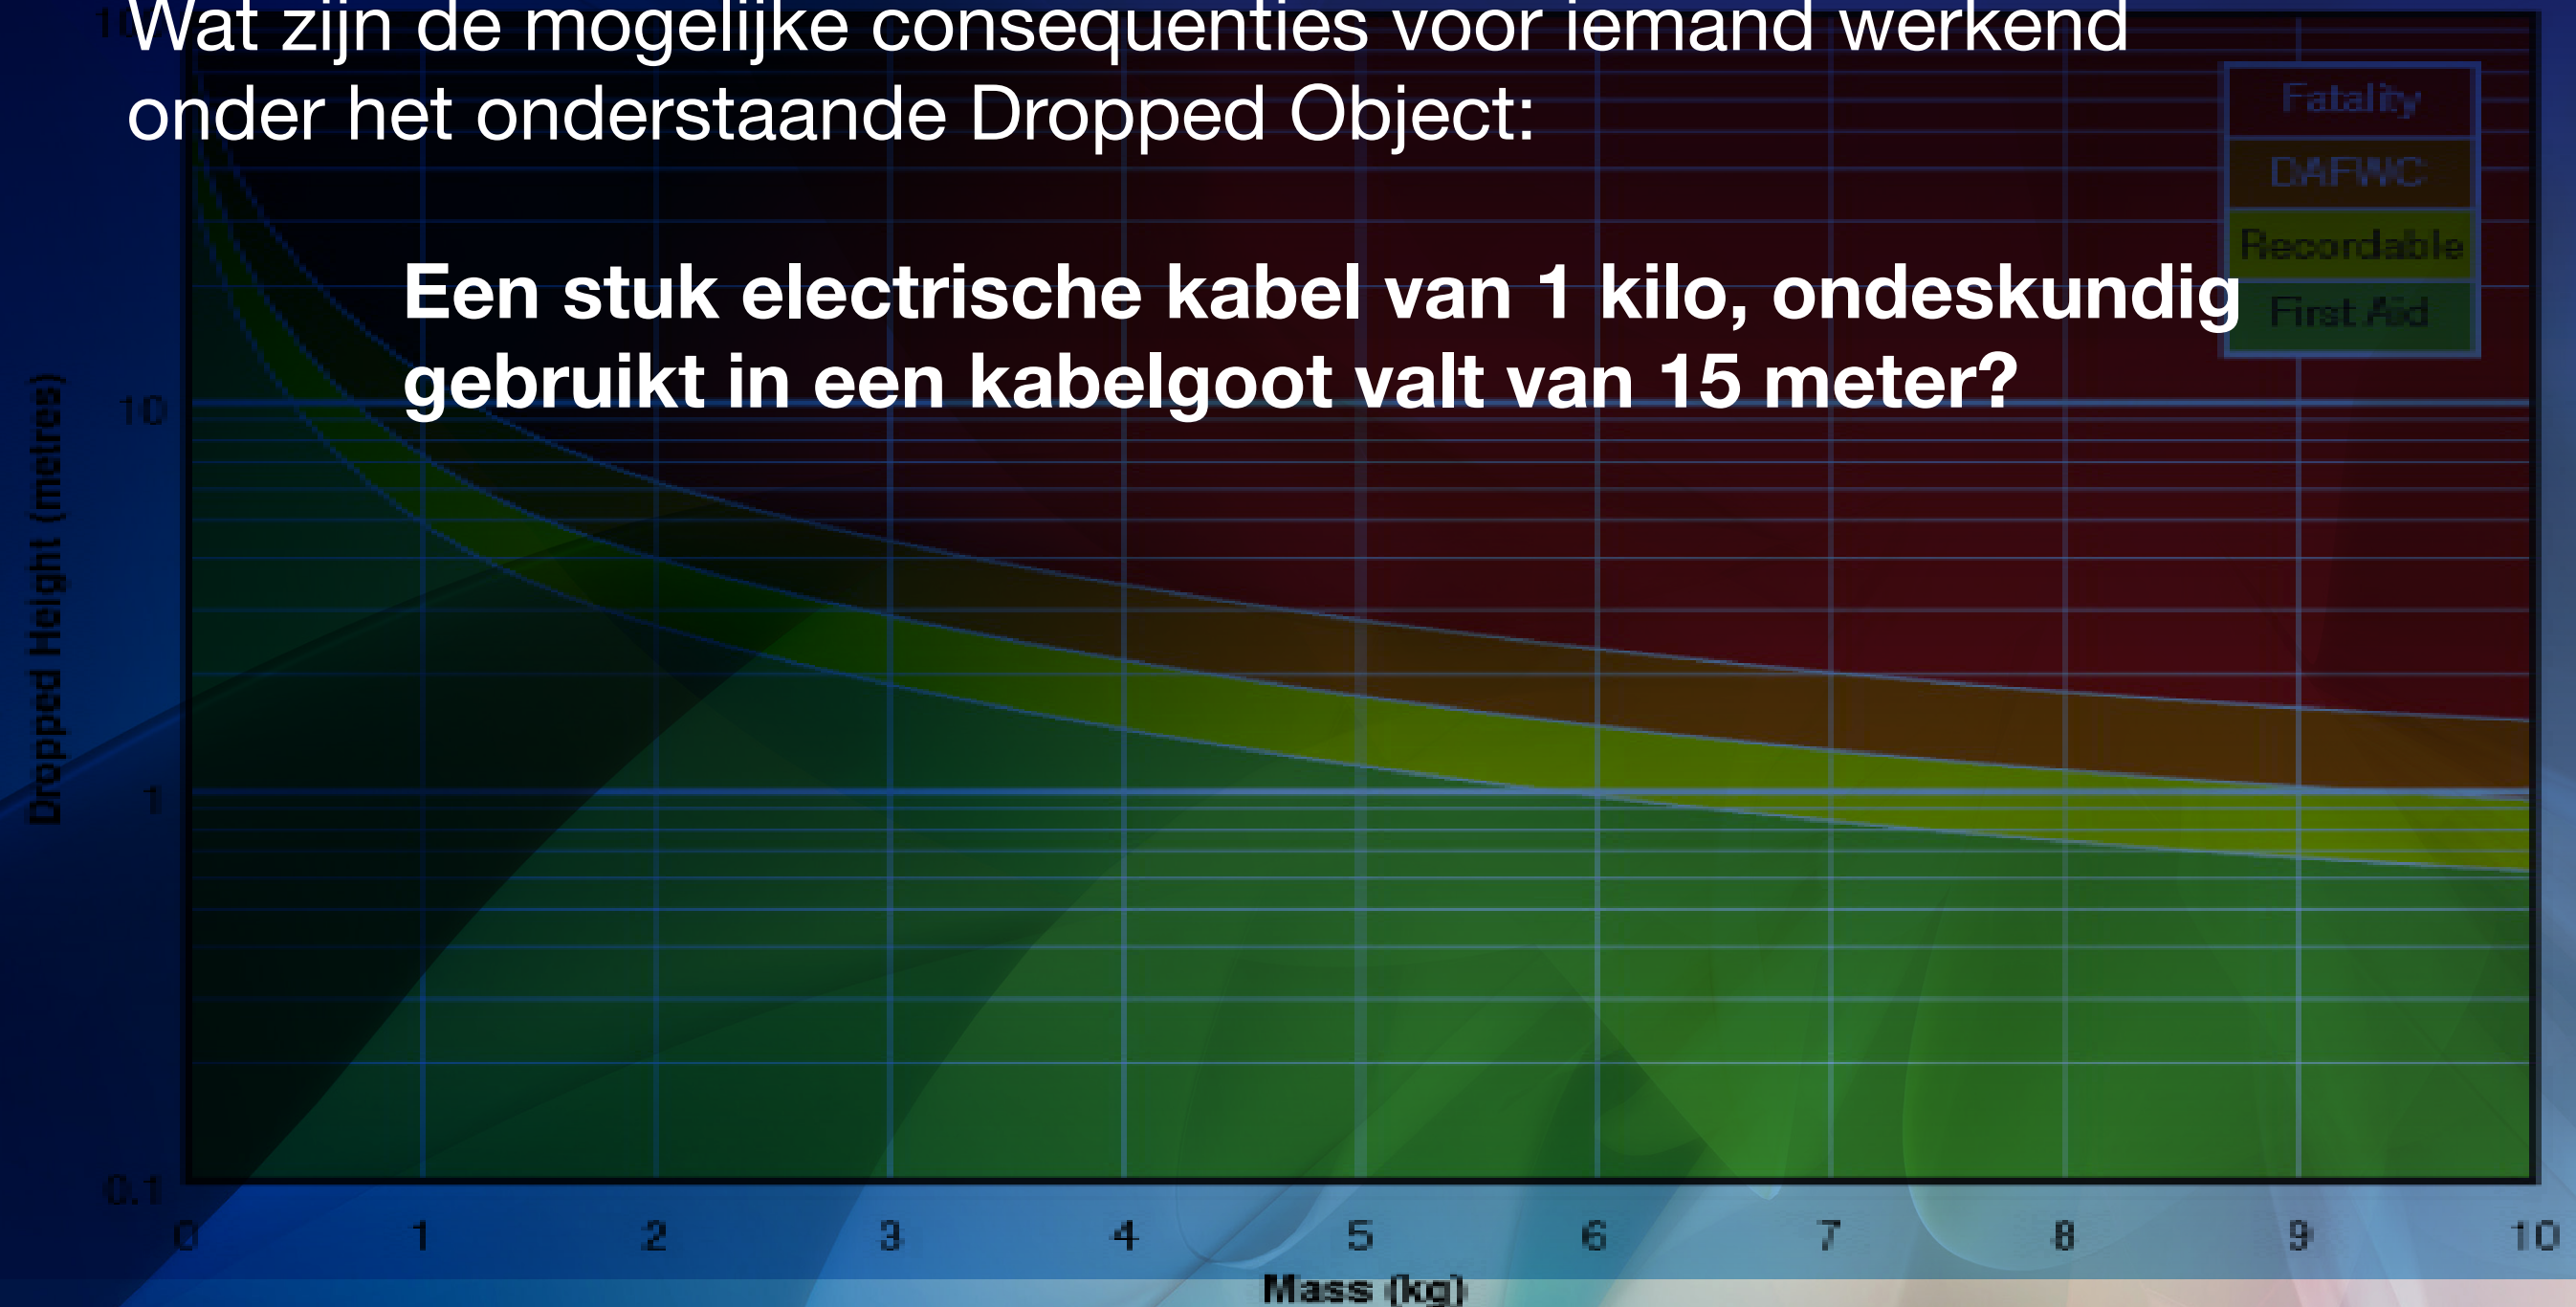 Wat zijn de mogelijke consequenties voor iemand werkend
onder het onderstaande Dropped Object:
Fatality
DAFWC
Recordable
First Aid
Een stuk electrische kabel van 1 kilo, ondeskundig
gebruikt in een kabelgoot valt van 15 meter?
Dropped Height (metres)
10
1
0.1
0 1 2 3 4 5 6 7 8 9 10
Mass (kg)